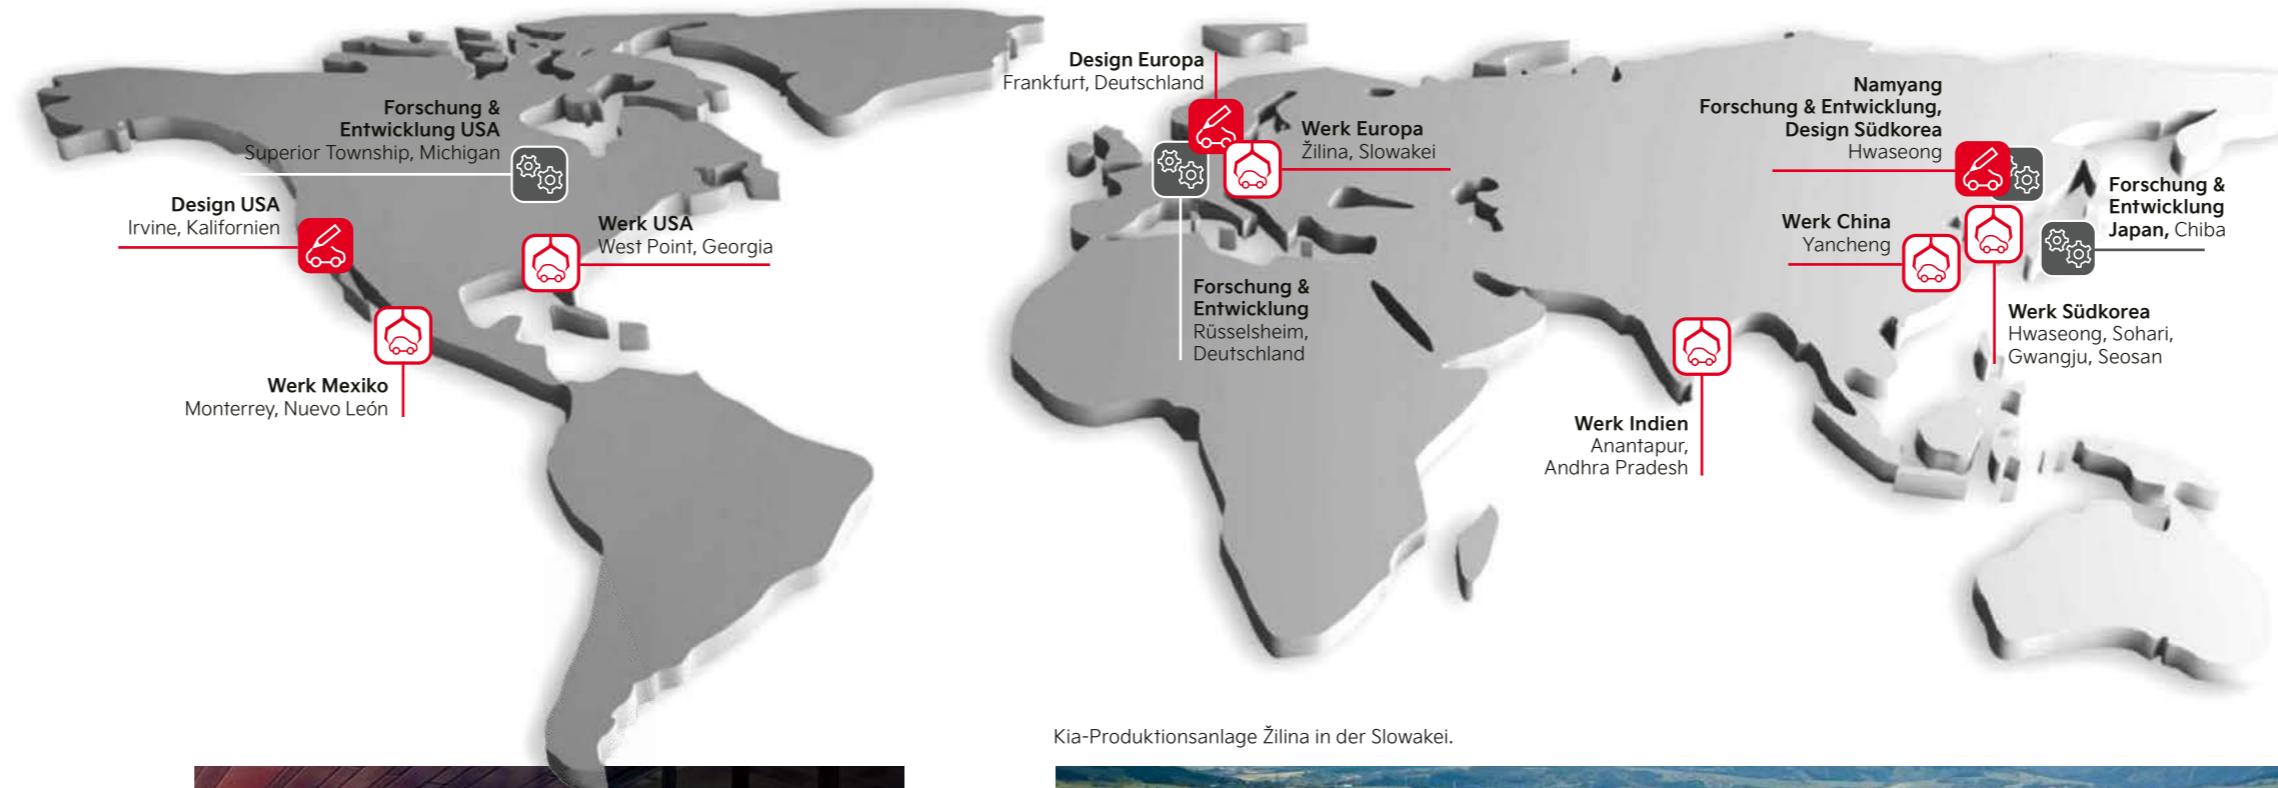 Forschung &
Entwicklung USA
Superior Township, Michigan
Design USA
Irvine, Kalifornien
Werk USA
West Point, Georgia
Werk Mexiko
Monterrey, Nuevo León
Design Europa
Frankfurt, Deutschland
Werk Europa
Žilina, Slowakei
Forschung &
Entwicklung
Rüsselsheim,
Deutschland
Namyang
Forschung & Entwicklung,
Design Südkorea
Hwaseong
Forschung &
Entwicklung
Japan, Chiba
Werk China
Yancheng
Werk Südkorea
Hwaseong, Sohari,
Gwangju, Seosan
Werk Indien
Anantapur,
Andhra Pradesh
Kia-Produktionsanlage Žilina in der Slowakei.